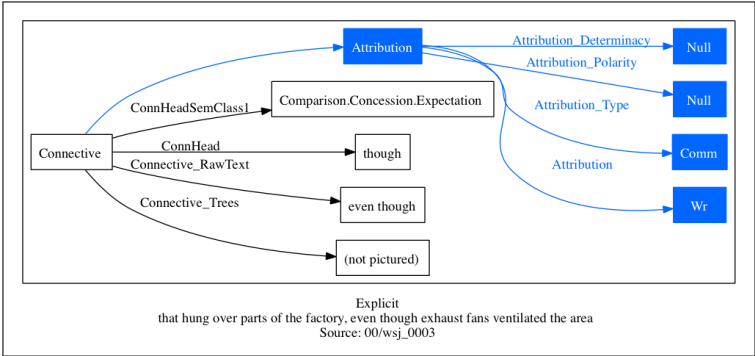 Attribution
Attribution_Determinacy
Null
Attribution_Polarity
Null
ConnHeadSemClass1
Comparison.Concession.Expectation
Attribution_Type
Connective
ConnHead
though
Comm
Connective_RawText
Attribution
even though
Wr
Connective_Trees
(not pictured)
Explicit
that hung over parts of the factory, even though exhaust fans ventilated the area
Source: 00/wsj_0003